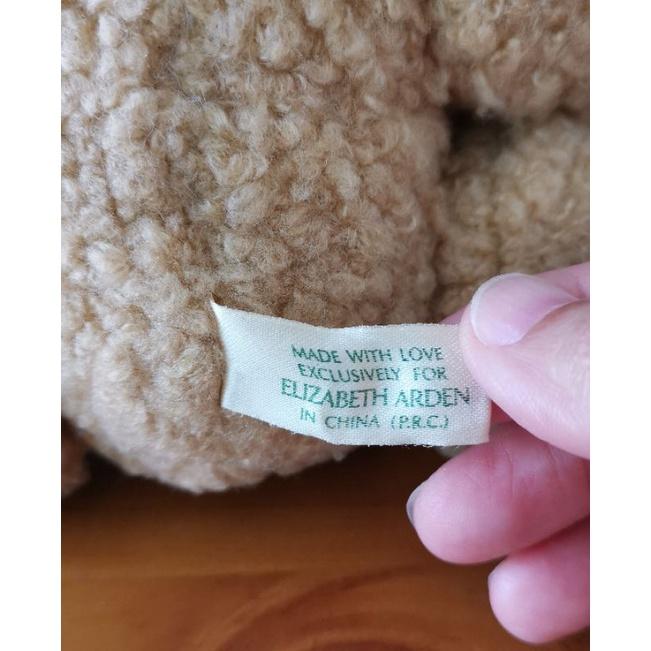 MADE WITH LOVE
EXCLUSIVELY FOR
ELIZABETH ARDEN
IN CHINA (P.R.C.)